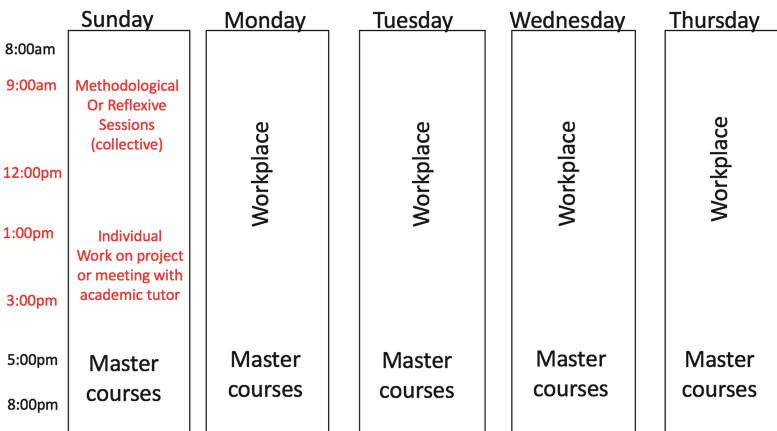 Sunday
Monday
Tuesday
Wednesday
Thursday
8:00am
9:00am
12:00pm
1:00pm
3:00pm
5:00pm
8:00pm
Methodological
Or Reflexive
Sessions
(collective)
Individual
Work on project
or meeting with
academic tutor
Master
courses
Workplace
Master
courses
Workplace
Master
courses
Workplace
Master
courses
Workplace
Master
courses